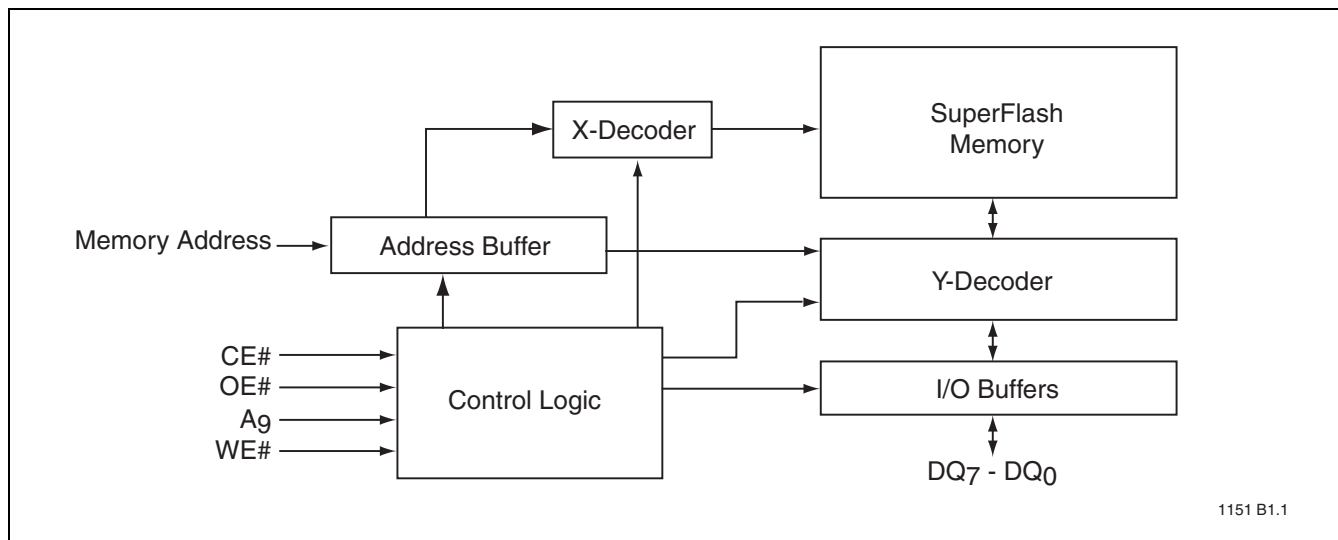 X-Decoder
SuperFlash
Memory
Memory Address
Address Buffer
Y-Decoder
CE#
OE#
A9
WE#
Control Logic
I/O Buffers
DQ7 - DQ0
1151 B1.1